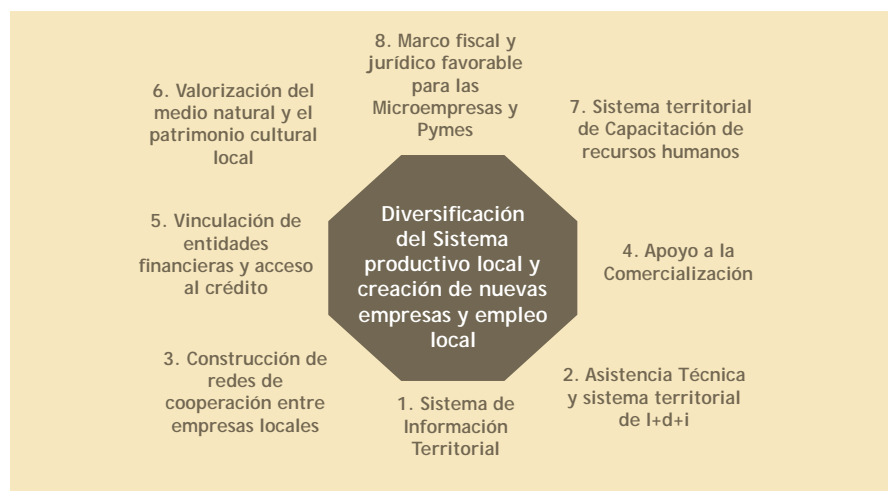 8. Marco fiscal y
jurídico favorable
para las
Microempresas y
Pymes
6. Valorización del
medio natural y el
patrimonio cultural
local
7. Sistema territorial
de Capacitación de
recursos humanos
Diversificación
del Sistema
productivo local y
creación de nuevas
empresas y empleo
local
5. Vinculación de
entidades
financieras y acceso
al crédito
4. Apoyo a la
Comercialización
3. Construcción de
redes de
cooperación entre
empresas locales
2. Asistencia Técnica
y sistema territorial
de I+d+i
1. Sistema de
Información
Territorial